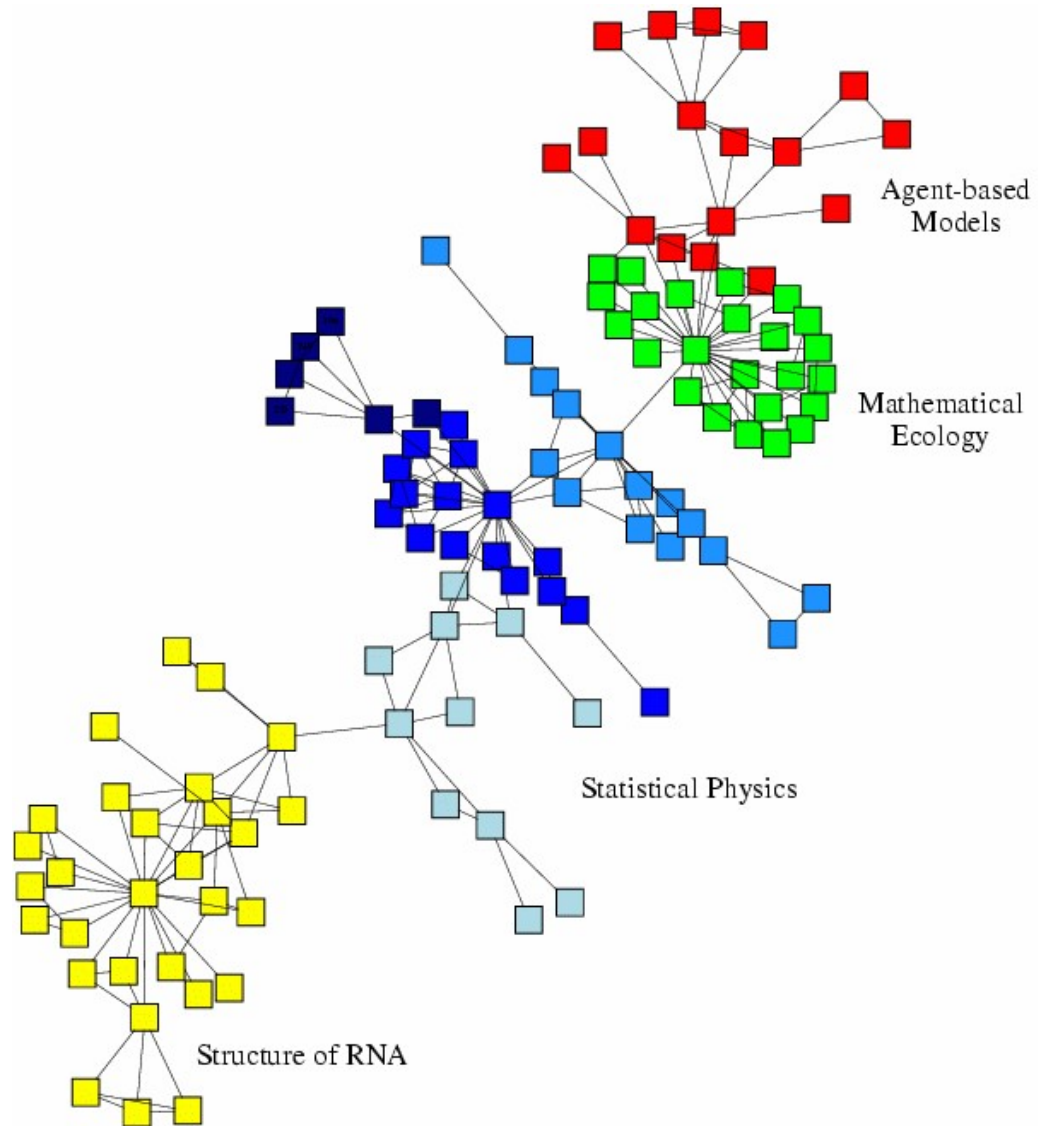 Agent-based
Models
Mathematical
Ecology
Statistical Physics
Structure of RNA